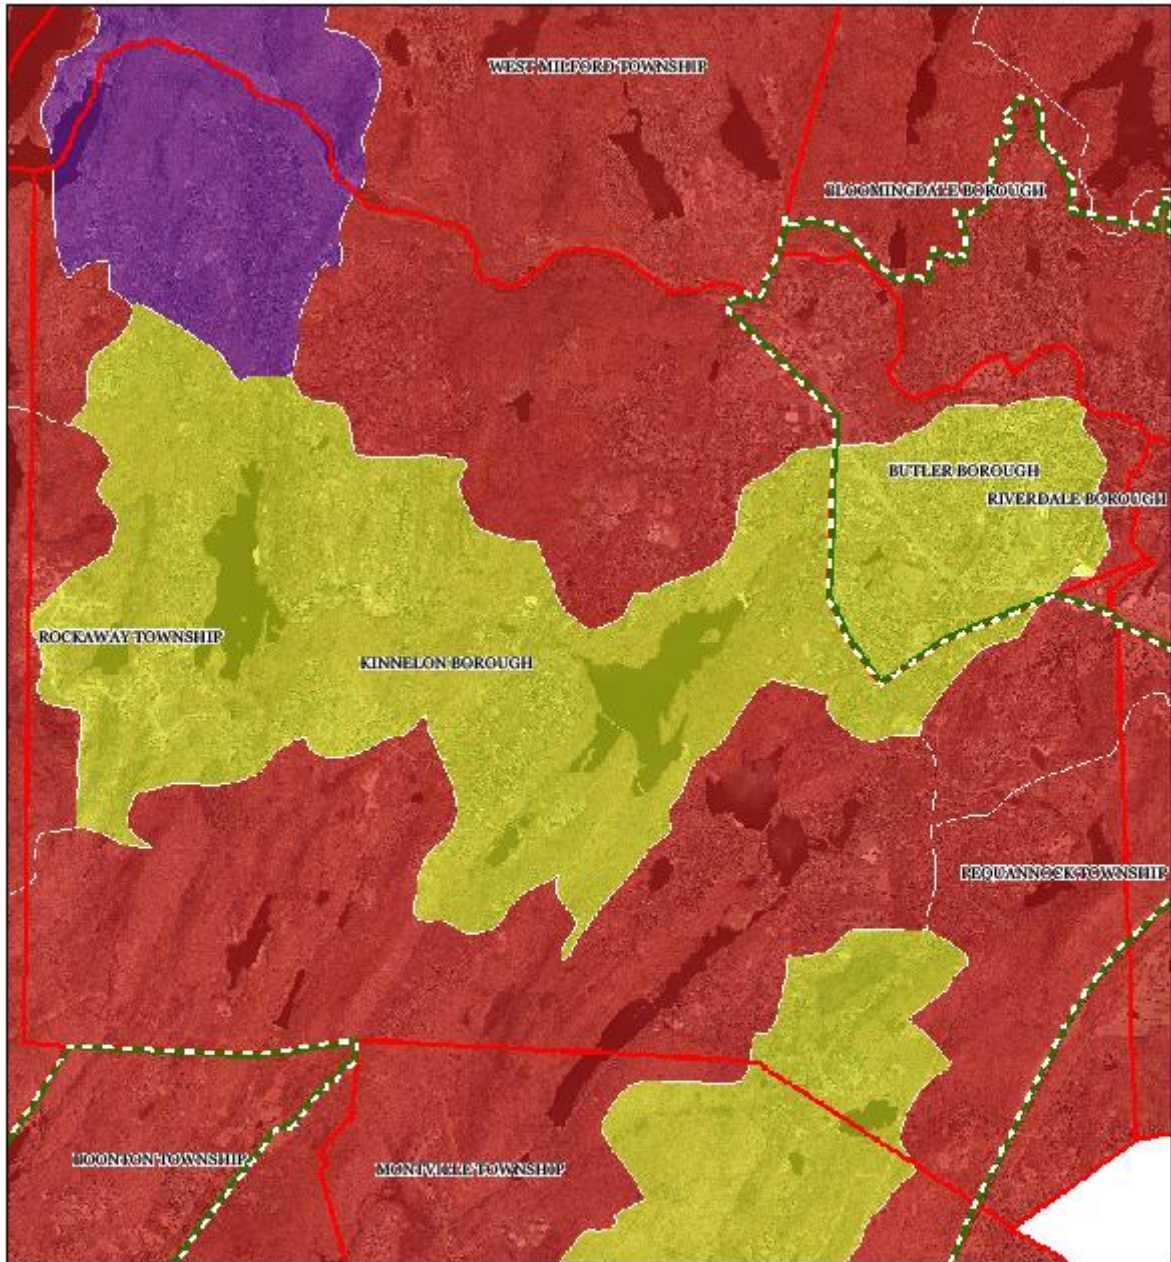 WEST MILFORD TOWNSHIP
BLOOMINGDALE BOROUGH
BUTLER BOROUGH
RIVERDALE BOROUGH
ROCKAWAY TOWNSHIP
KINNELON BOROUGH
PEQUANNOCK TOWNSHIP
BOONTON TOWNSHIP
MONTVILLE TOWNSHIP